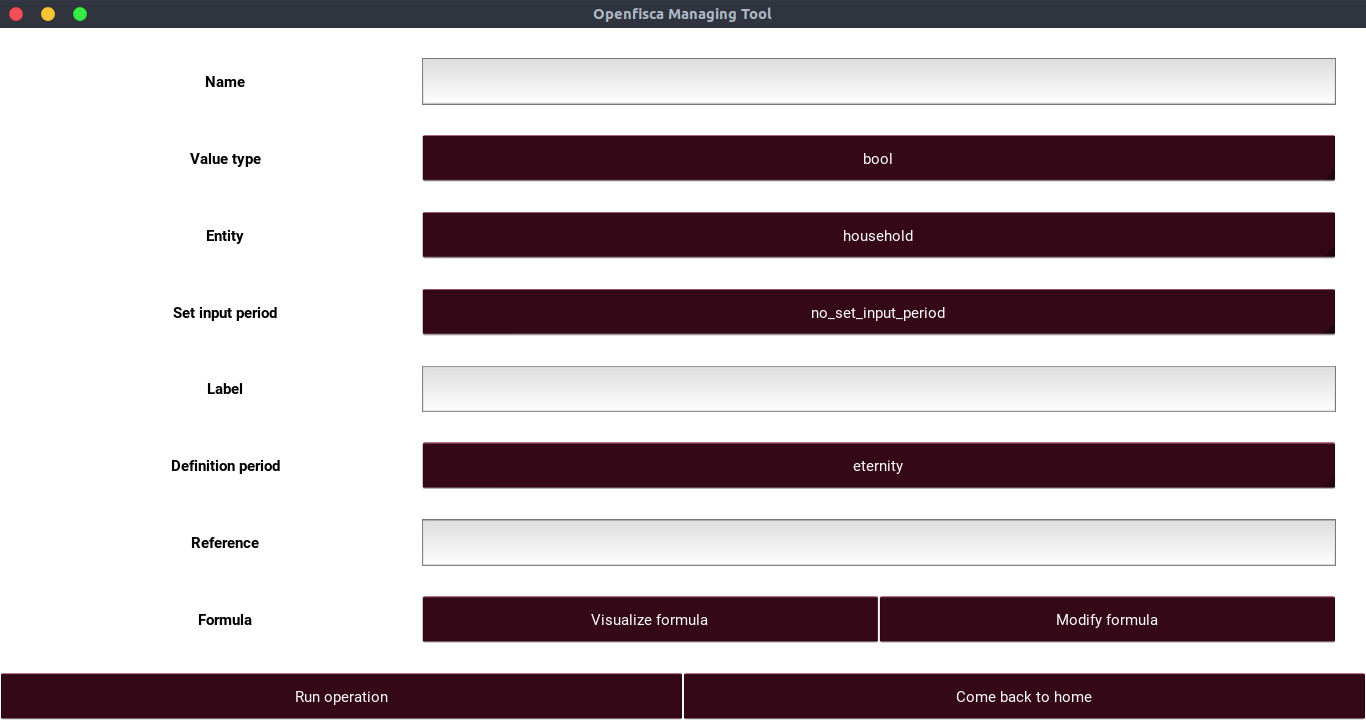 Openfisca Managing Tool
Name
Value type
bool
Entity
household
Set input period
no_set_input_period
Label
Definition period
eternity
Reference
Formula
Visualize formula
Modify formula
Run operation
Come back to home